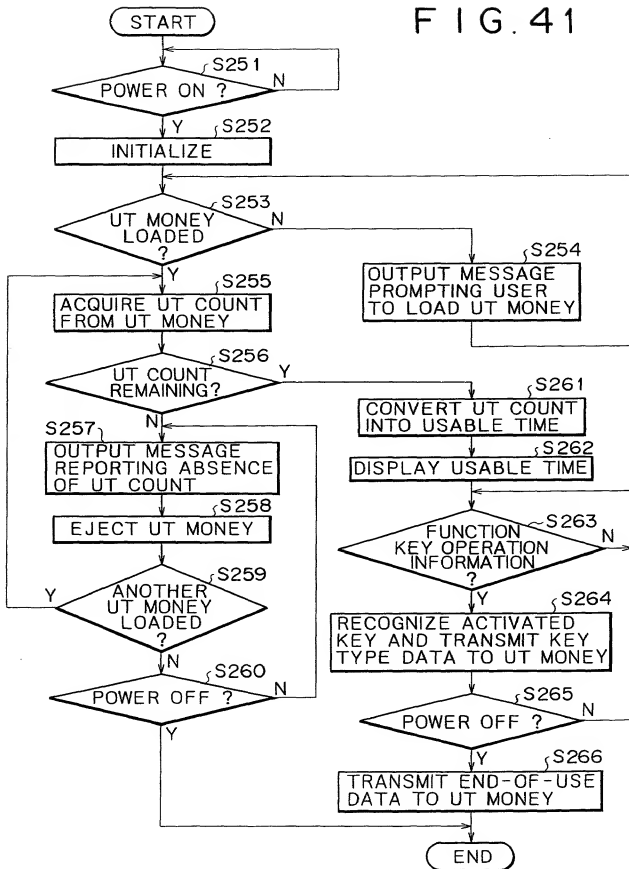 START
FIG. 41
S251
POWER ON ?
N
Y
S252
INITIALIZE
S253
UT MONEY
LOADED
?
N
Y
S254
OUTPUT MESSAGE
PROMPTING USER
TO LOAD UT MONEY
S255
ACQUIRE UT COUNT
FROM UT MONEY
S256
UT COUNT
REMAINING?
Y
N
S257
OUTPUT MESSAGE
REPORTING ABSENCE
OF UT COUNT
S258
EJECT UT MONEY
S259
ANOTHER
UT MONEY
LOADED
?
Y
N
S260
POWER OFF ?
N
Y
S261
CONVERT UT COUNT
INTO USABLE TIME
S262
DISPLAY USABLE TIME
S263
FUNCTION
KEY OPERATION
INFORMATION
?
N
Y
S264
RECOGNIZE ACTIVATED
KEY AND TRANSMIT KEY
TYPE DATA TO UT MONEY
S265
POWER OFF ?
N
Y
S266
TRANSMIT END-OF-USE
DATA TO UT MONEY
END